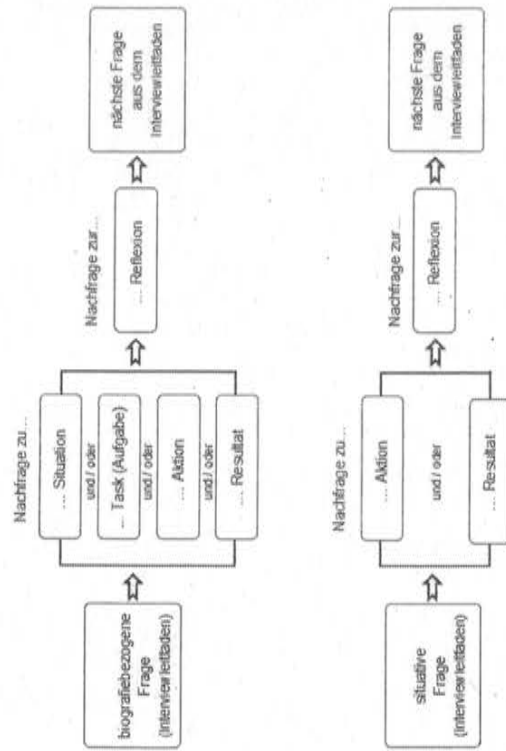 biografiebezogene
Frage
(Interviewleitfaden)
Nachfrage zu...
... Situation
und / oder
... Task (Aufgabe)
und / oder
... Aktion
und / oder
... Resultat
Nachfrage zur...
... Reflexion
nächste Frage
aus dem
Interviewleitfaden
situative
Frage
(Interviewleitfaden)
Nachfrage zu...
... Aktion
und / oder
... Resultat
Nachfrage zur...
... Reflexion
nächste Frage
aus dem
Interviewleitfaden